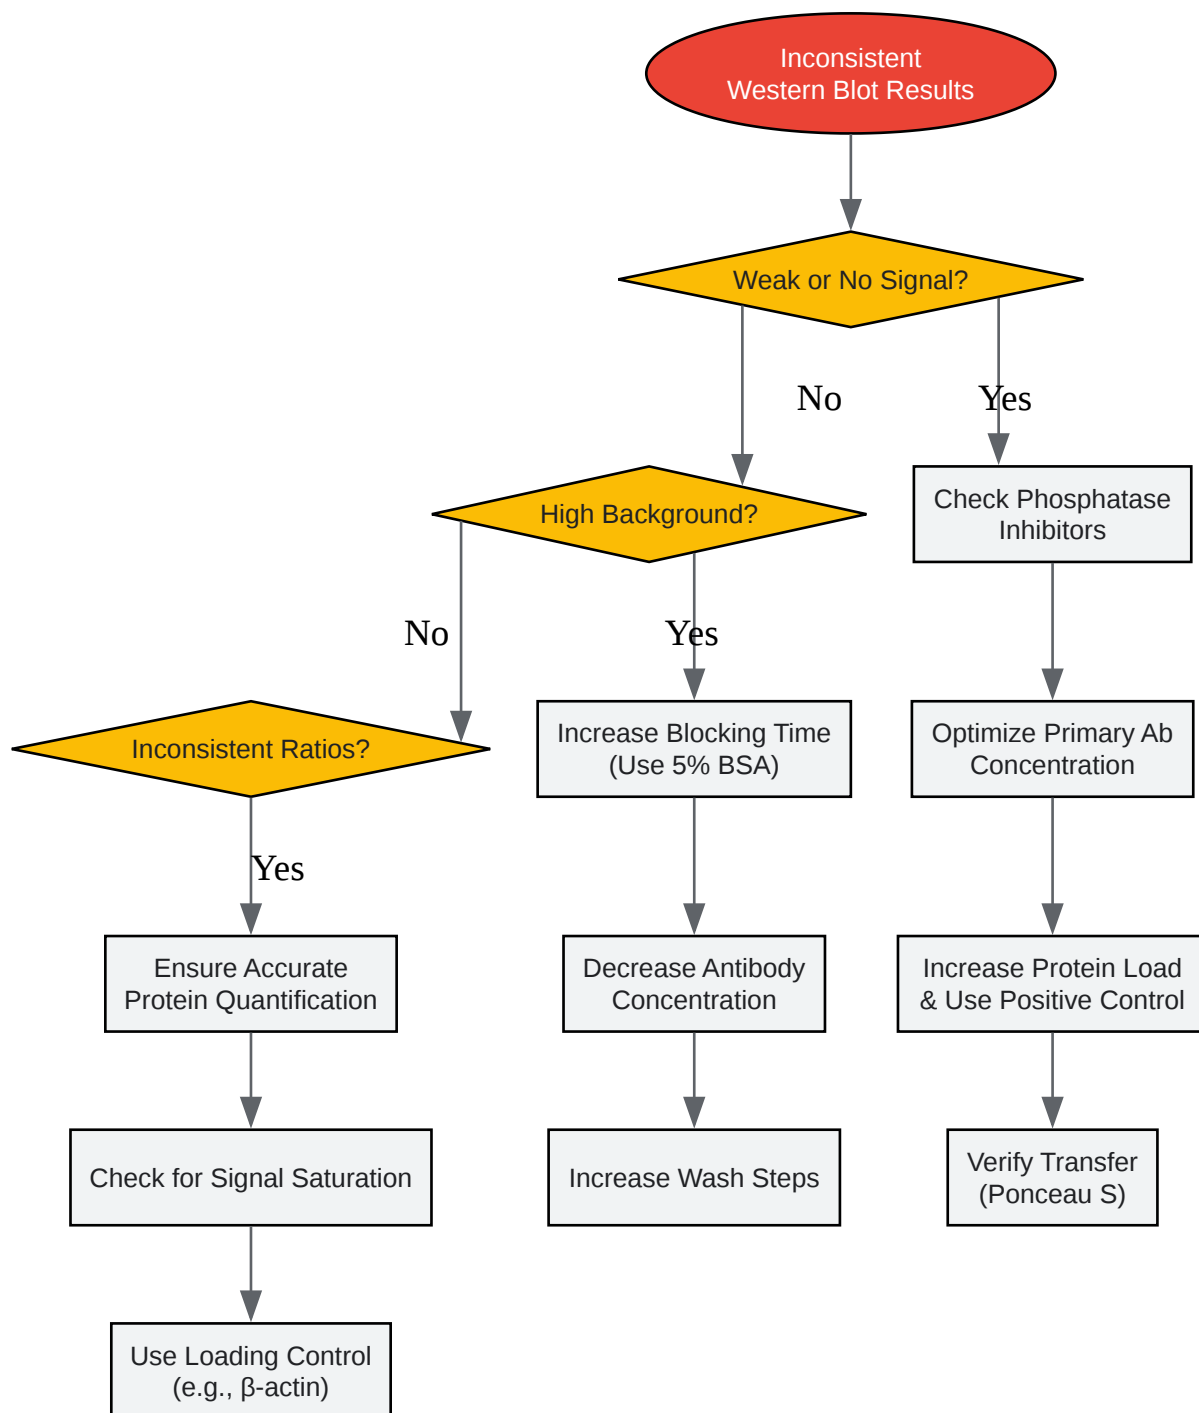 Inconsistent
Western Blot Results
Weak or No Signal?
No
Yes
High Background?
Check Phosphatase
Inhibitors
No
Yes
Inconsistent Ratios?
Increase Blocking Time
(Use 5% BSA)
Optimize Primary Ab
Concentration
Yes
Ensure Accurate
Protein Quantification
Decrease Antibody
Concentration
Increase Protein Load
& Use Positive Control
Check for Signal Saturation
Increase Wash Steps
Verify Transfer
(Ponceau S)
Use Loading Control
(e.g., β-actin)